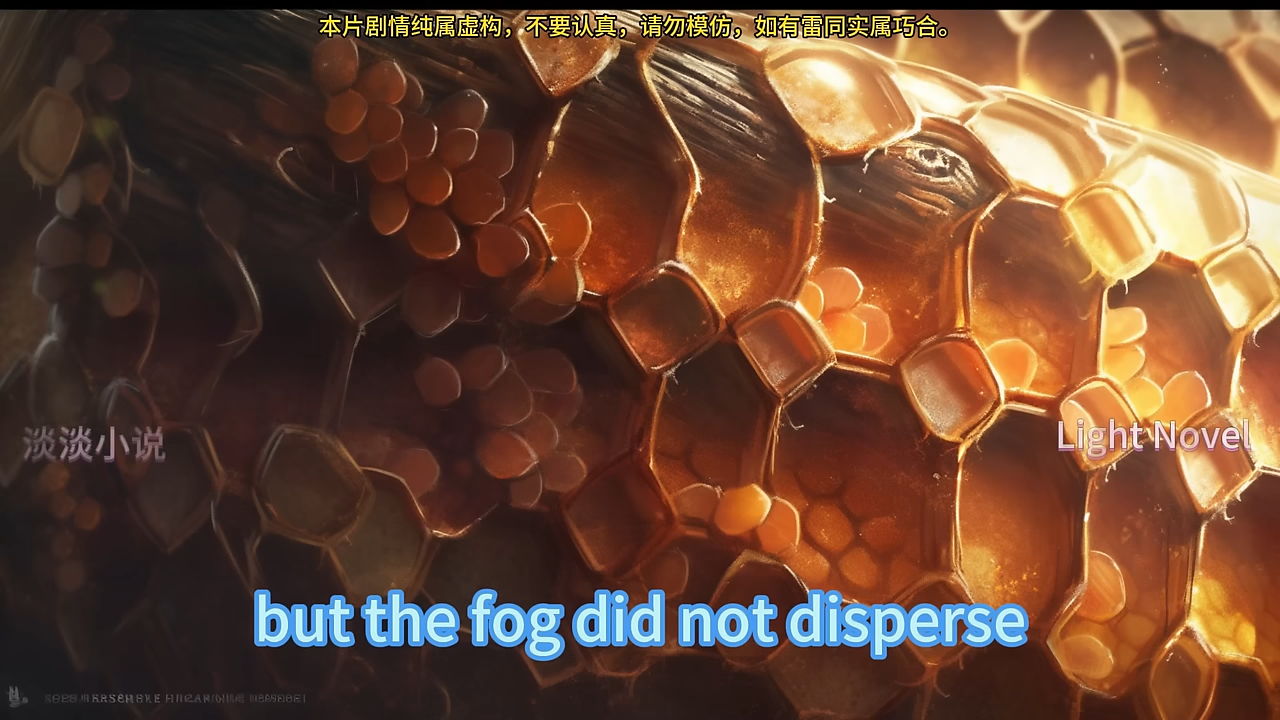 本片剧情纯属虚构，不要认真，请勿模仿，如有雷同实属巧合。
淡淡小说
Light Novel
but the fog did not disperse